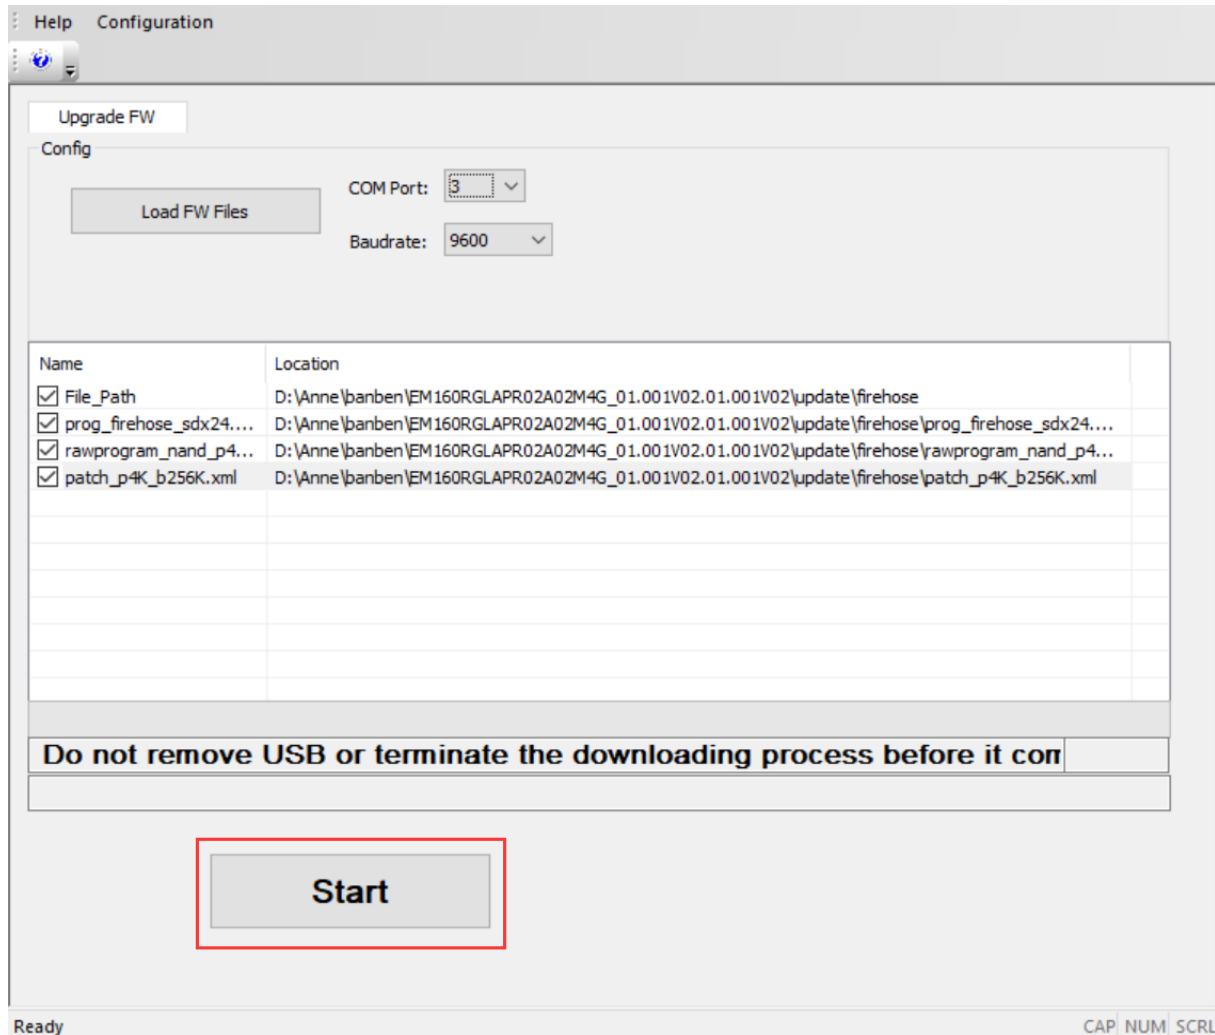 Help Configuration
Upgrade FW
Config
Load FW Files
COM Port: 3
Baudrate: 9600
Name Location
File_Path D:\Anne\banben\EM160RGLAPR02A02M4G_01.001V02.01.001V02\update\firehose
prog_firehose_sdx24.... D:\Anne\banben\EM160RGLAPR02A02M4G_01.001V02.01.001V02\update\firehose\prog_firehose_sdx24....
rawprogram_nand_p4... D:\Anne\banben\EM160RGLAPR02A02M4G_01.001V02.01.001V02\update\firehose\rawprogram_nand_p4...
patch_p4K_b256K.xml D:\Anne\banben\EM160RGLAPR02A02M4G_01.001V02.01.001V02\update\firehose\patch_p4K_b256K.xml
Do not remove USB or terminate the downloading process before it
Start
Ready CAP NUM SCRL